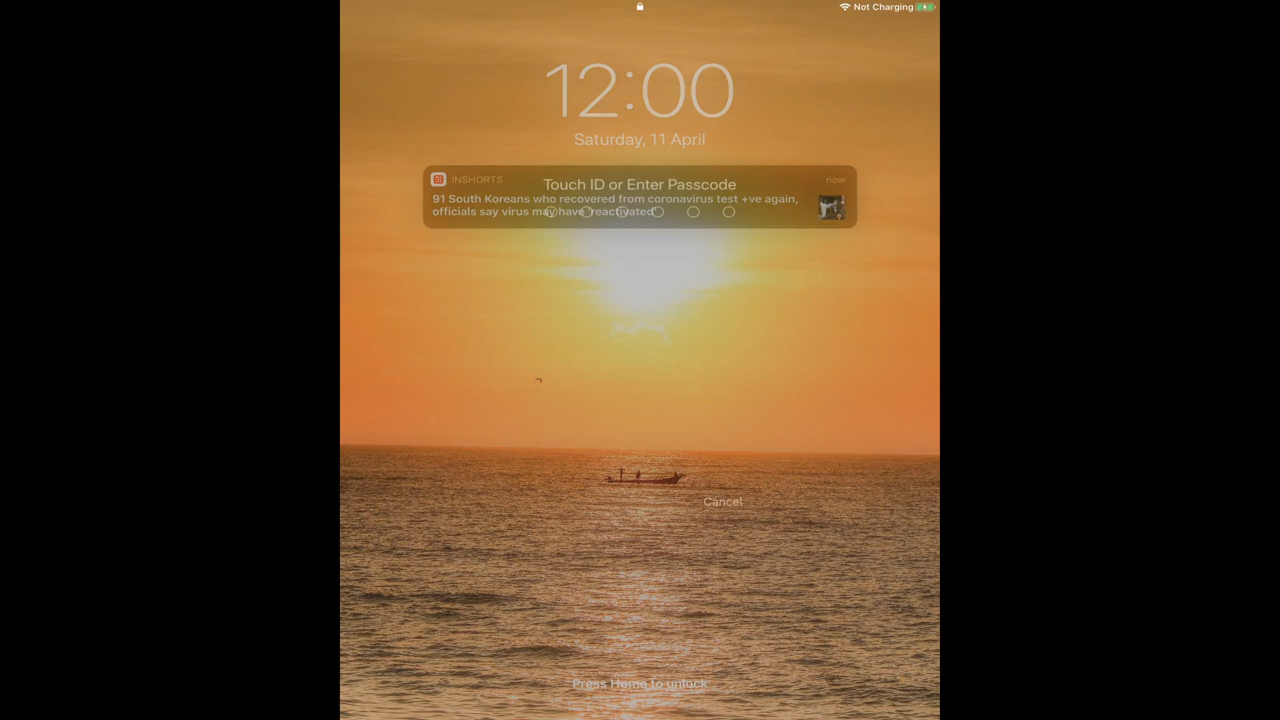 Not Charging
12:00
Saturday, 11 April
INSHORTS
now
Touch ID or Enter Passcode
91 South Koreans who recovered from coronavirus test +ve again,
officials say virus may have 'reactivated'
Cancel
Press Home to unlock